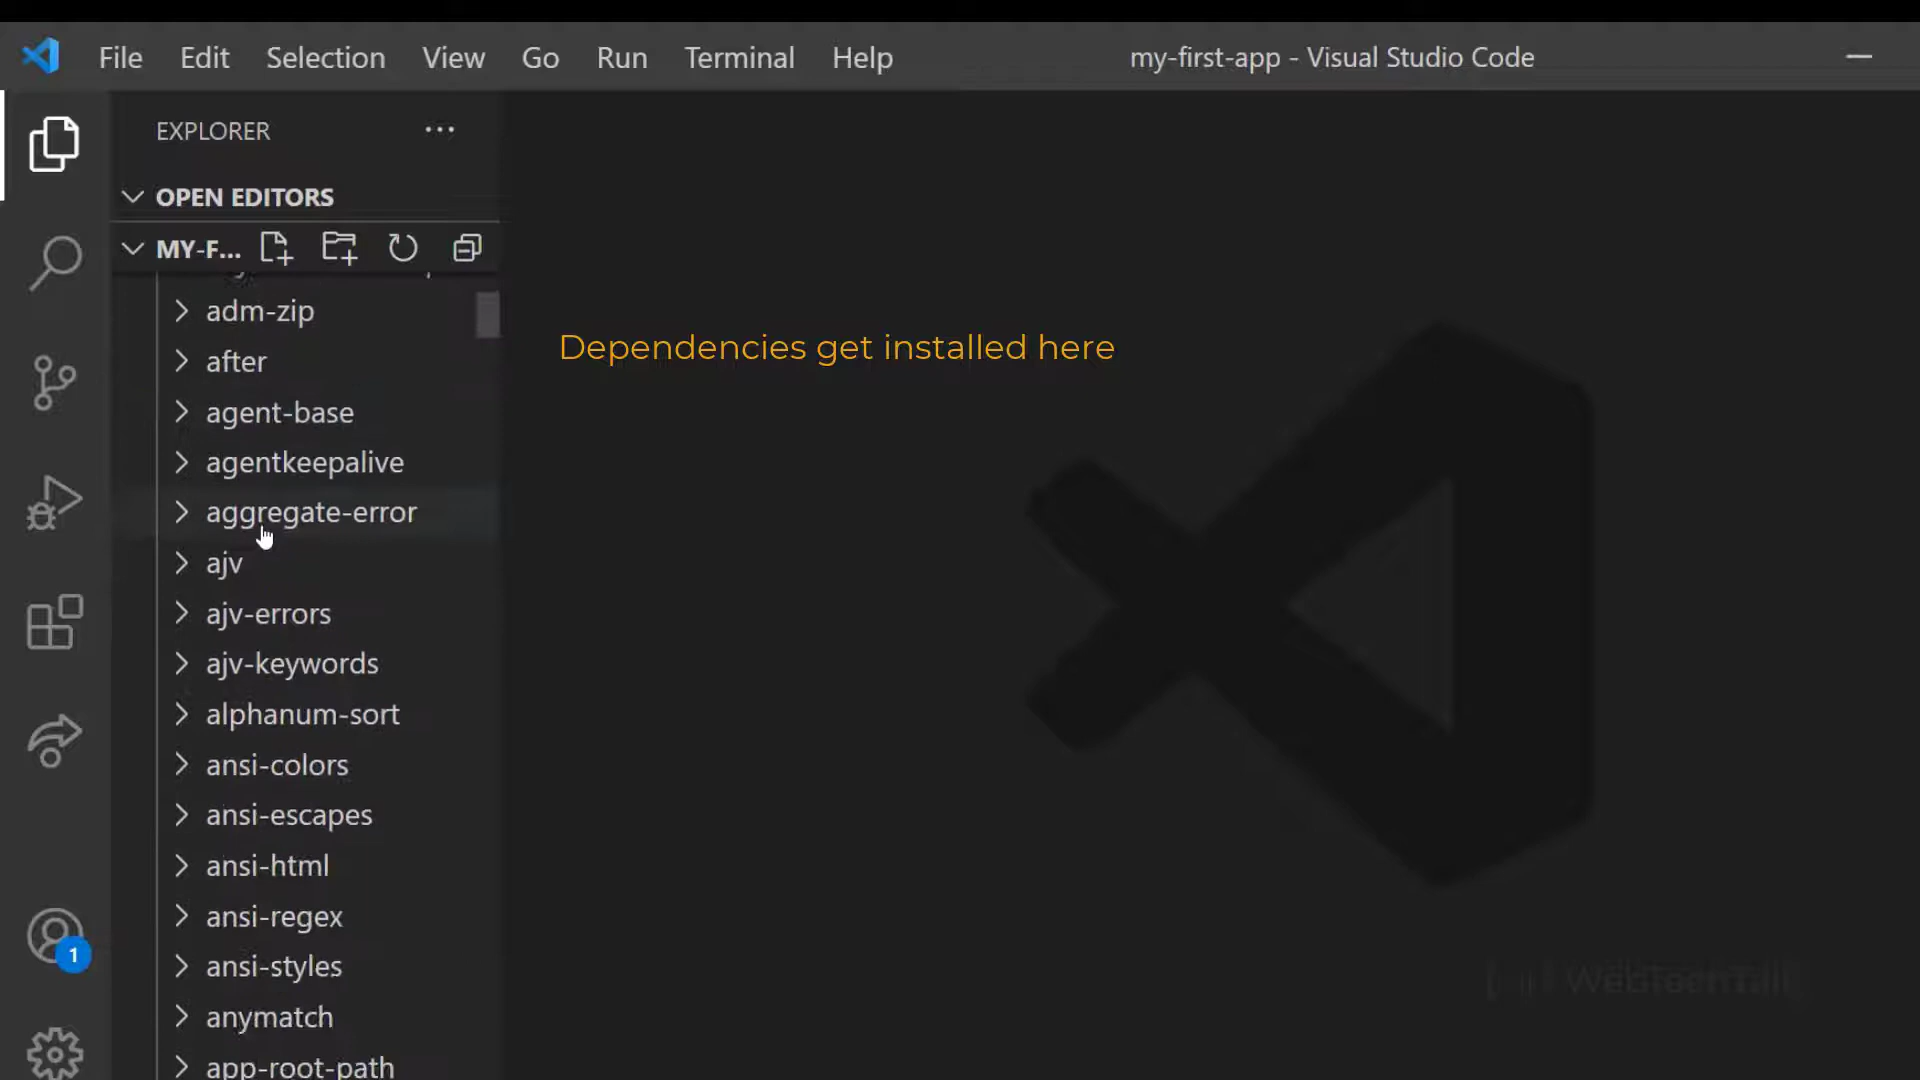 File Edit Selection View Go Run Terminal Help my-first-app - Visual Studio Code
EXPLORER
OPEN EDITORS
MY-F...
adm-zip
after
Dependencies get installed here
agent-base
agentkeepalive
aggregate-error
ajv
ajv-errors
ajv-keywords
alphanum-sort
ansi-colors
ansi-escapes
ansi-html
ansi-regex
1
ansi-styles
WebTechTalk
anymatch
app-root-path